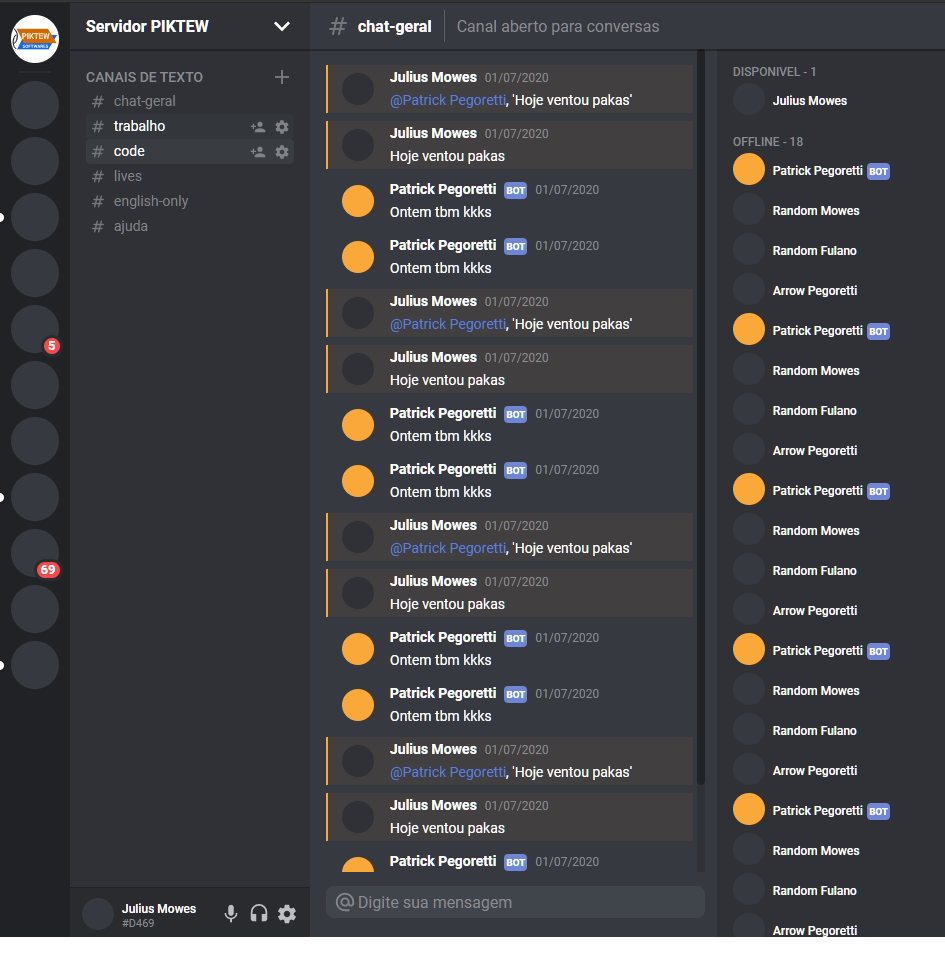 PIKTEW
SOFTWARES
5
69
Servidor PIKTEW
CANAIS DE TEXTO
# chat-geral
# trabalho
# code
# lives
# english-only
# ajuda
Julius Mowes
#D469
# chat-geral
Canal aberto para conversas
Julius Mowes 01/07/2020
@Patrick Pegoretti, 'Hoje ventou pakas'
Julius Mowes 01/07/2020
Hoje ventou pakas
Patrick Pegoretti BOT 01/07/2020
Ontem tbm kkks
Patrick Pegoretti BOT 01/07/2020
Ontem tbm kkks
Julius Mowes 01/07/2020
@Patrick Pegoretti, 'Hoje ventou pakas'
Julius Mowes 01/07/2020
Hoje ventou pakas
Patrick Pegoretti BOT 01/07/2020
Ontem tbm kkks
Patrick Pegoretti BOT 01/07/2020
Ontem tbm kkks
Julius Mowes 01/07/2020
@Patrick Pegoretti, 'Hoje ventou pakas'
Julius Mowes 01/07/2020
Hoje ventou pakas
Patrick Pegoretti BOT 01/07/2020
Ontem tbm kkks
Patrick Pegoretti BOT 01/07/2020
Ontem tbm kkks
Julius Mowes 01/07/2020
@Patrick Pegoretti, 'Hoje ventou pakas'
Julius Mowes 01/07/2020
Hoje ventou pakas
Patrick Pegoretti BOT 01/07/2020
@ Digite sua mensagem
DISPONIVEL - 1
Julius Mowes
OFFLINE - 18
Patrick Pegoretti BOT
Random Mowes
Random Fulano
Arrow Pegoretti
Patrick Pegoretti BOT
Random Mowes
Random Fulano
Arrow Pegoretti
Patrick Pegoretti BOT
Random Mowes
Random Fulano
Arrow Pegoretti
Patrick Pegoretti BOT
Random Mowes
Random Fulano
Arrow Pegoretti
Patrick Pegoretti BOT
Random Mowes
Random Fulano
Arrow Pegoretti